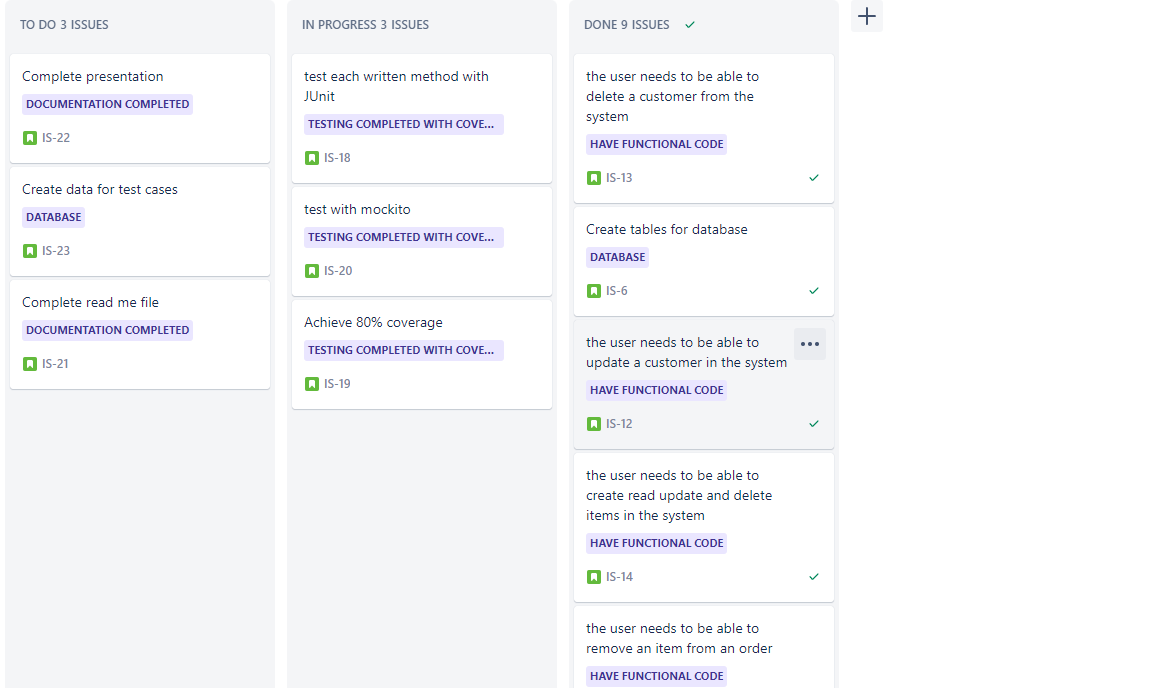 TO DO 3 ISSUES
Complete presentation
DOCUMENTATION COMPLETED
IS-22
Create data for test cases
DATABASE
IS-23
Complete read me file
DOCUMENTATION COMPLETED
IS-21
IN PROGRESS 3 ISSUES
test each written method with
JUnit
TESTING COMPLETED WITH COVE...
IS-18
test with mockito
TESTING COMPLETED WITH COVE...
IS-20
Achieve 80% coverage
TESTING COMPLETED WITH COVE...
IS-19
DONE 9 ISSUES
the user needs to be able to
delete a customer from the
system
HAVE FUNCTIONAL CODE
IS-13
Create tables for database
DATABASE
IS-6
the user needs to be able to
update a customer in the system
HAVE FUNCTIONAL CODE
IS-12
the user needs to be able to
create read update and delete
items in the system
HAVE FUNCTIONAL CODE
IS-14
the user needs to be able to
remove an item from an order
HAVE FUNCTIONAL CODE